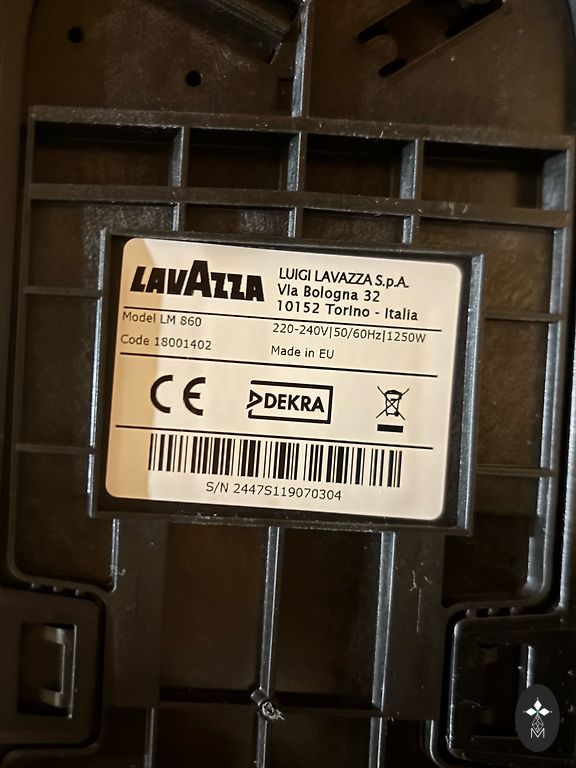 LAVAZZA
LUIGI LAVAZZA S.p.A.
Via Bologna 32
10152 Torino - Italia
Model LM 860
220-240V|50/60Hz|1250W
Code 18001402
Made in EU
CE
DEKRA
S/N 2447S119070304
M